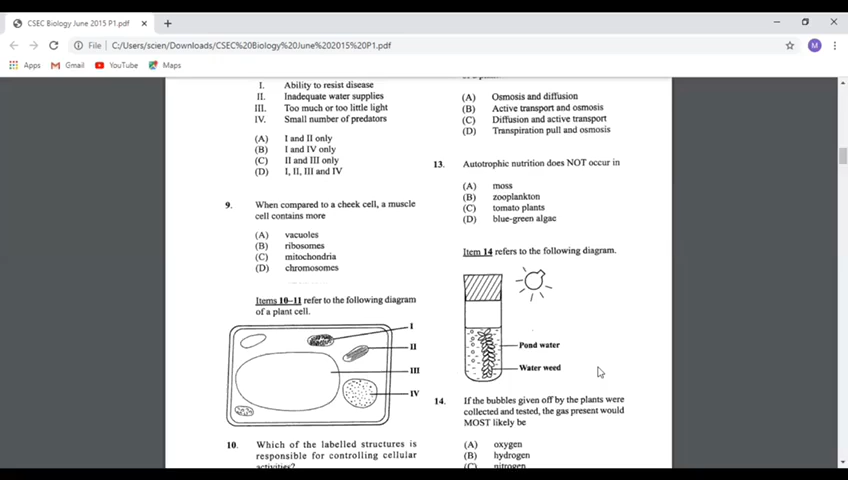 CSEC Biology June 2015 P1.pdf
File
C:/Users/scien/Downloads/CSEC%20Biology%20June%202015%20P1.pdf
M
Apps
Gmail
YouTube
Maps
I. Ability to resist disease
II. Inadequate water supplies
III. Too much or too little light
IV. Small number of predators
(A) I and II only
(B) I and IV only
(C) II and III only
(D) I, II, III and IV
9. When compared to a cheek cell, a muscle
cell contains more
(A) vacuoles
(B) ribosomes
(C) mitochondria
(D) chromosomes
Items 10–11 refer to the following diagram
of a plant cell.
I
II
III
IV
10. Which of the labelled structures is
responsible for controlling cellular
activities?
(A) Osmosis and diffusion
(B) Active transport and osmosis
(C) Diffusion and active transport
(D) Transpiration pull and osmosis
13. Autotrophic nutrition does NOT occur in
(A) moss
(B) zooplankton
(C) tomato plants
(D) blue-green algae
Item 14 refers to the following diagram.
Pond water
Water weed
14. If the bubbles given off by the plants were
collected and tested, the gas present would
MOST likely be
(A) oxygen
(B) hydrogen
(C) nitrogen